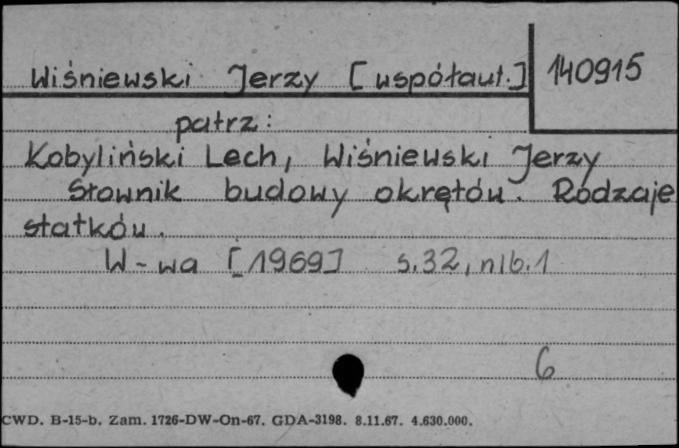 Wiśniewski Jerzy [współaut.] 140915
patrz:
Kobyliński Lech, Wiśniewski Jerzy
Słownik budowy okrętów. Rodzaje
statków.
W-wa [1969] s.32, nlb.1
6
CWD. B-15-b. Zam. 1726-DW-On-67. GDA-3198. 8.11.67. 4.630.000.